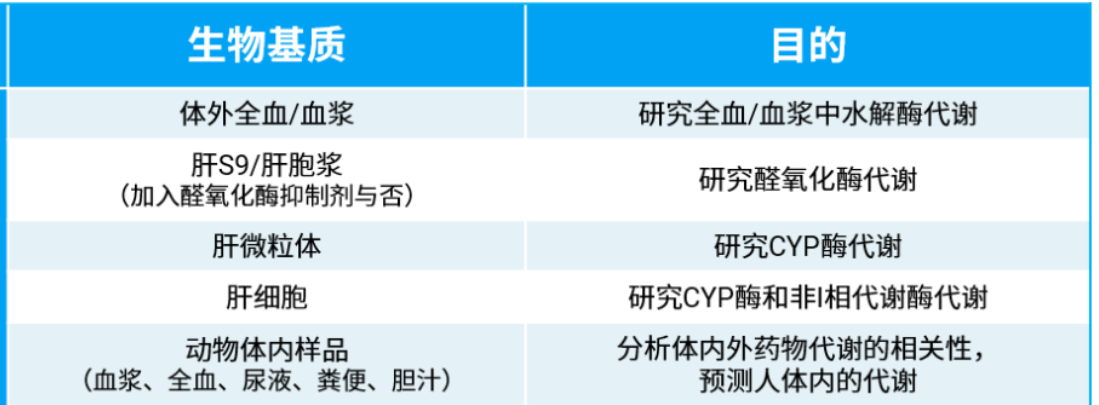 生物基质 目的
体外全血/血浆 研究全血/血浆中水解酶代谢
肝S9/肝胞浆
（加入醛氧化酶抑制剂与否） 研究醛氧化酶代谢
肝微粒体 研究CYP酶代谢
肝细胞 研究CYP酶和非I相代谢酶代谢
动物体内样品
（血浆、全血、尿液、粪便、胆汁） 分析体内外药物代谢的相关性，
预测人体内的代谢